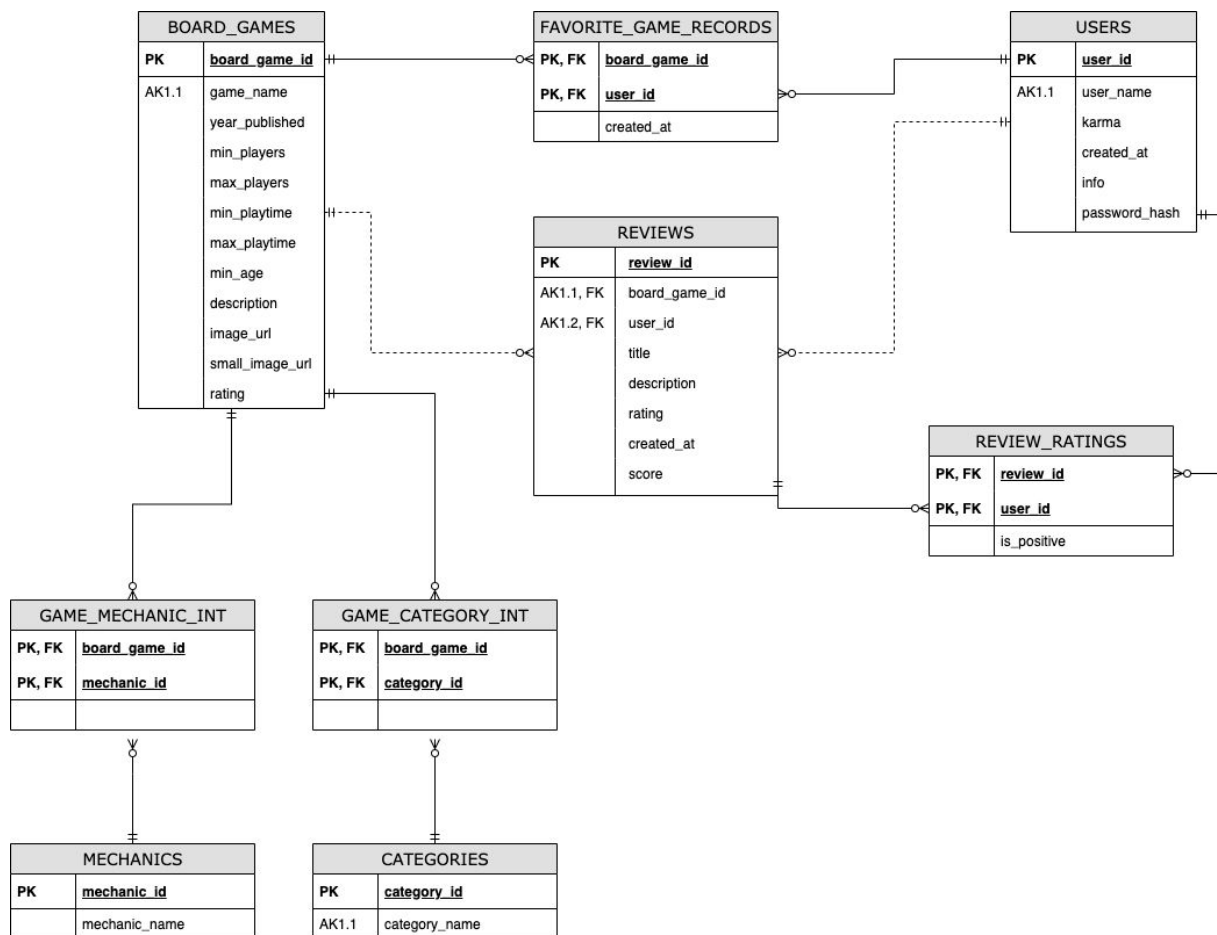 BOARD_GAMES
PK board_game_id
AK1.1 game_name
year_published
min_players
max_players
min_playtime
max_playtime
min_age
description
image_url
small_image_url
rating
FAVORITE_GAME_RECORDS
PK, FK board_game_id
PK, FK user_id
created_at
USERS
PK user_id
AK1.1 user_name
karma
created_at
info
password_hash
REVIEWS
PK review_id
AK1.1, FK board_game_id
AK1.2, FK user_id
title
description
rating
created_at
score
REVIEW_RATINGS
PK, FK review_id
PK, FK user_id
is_positive
GAME_MECHANIC_INT
PK, FK board_game_id
PK, FK mechanic_id
GAME_CATEGORY_INT
PK, FK board_game_id
PK, FK category_id
MECHANICS
PK mechanic_id
mechanic_name
CATEGORIES
PK category_id
AK1.1 category_name